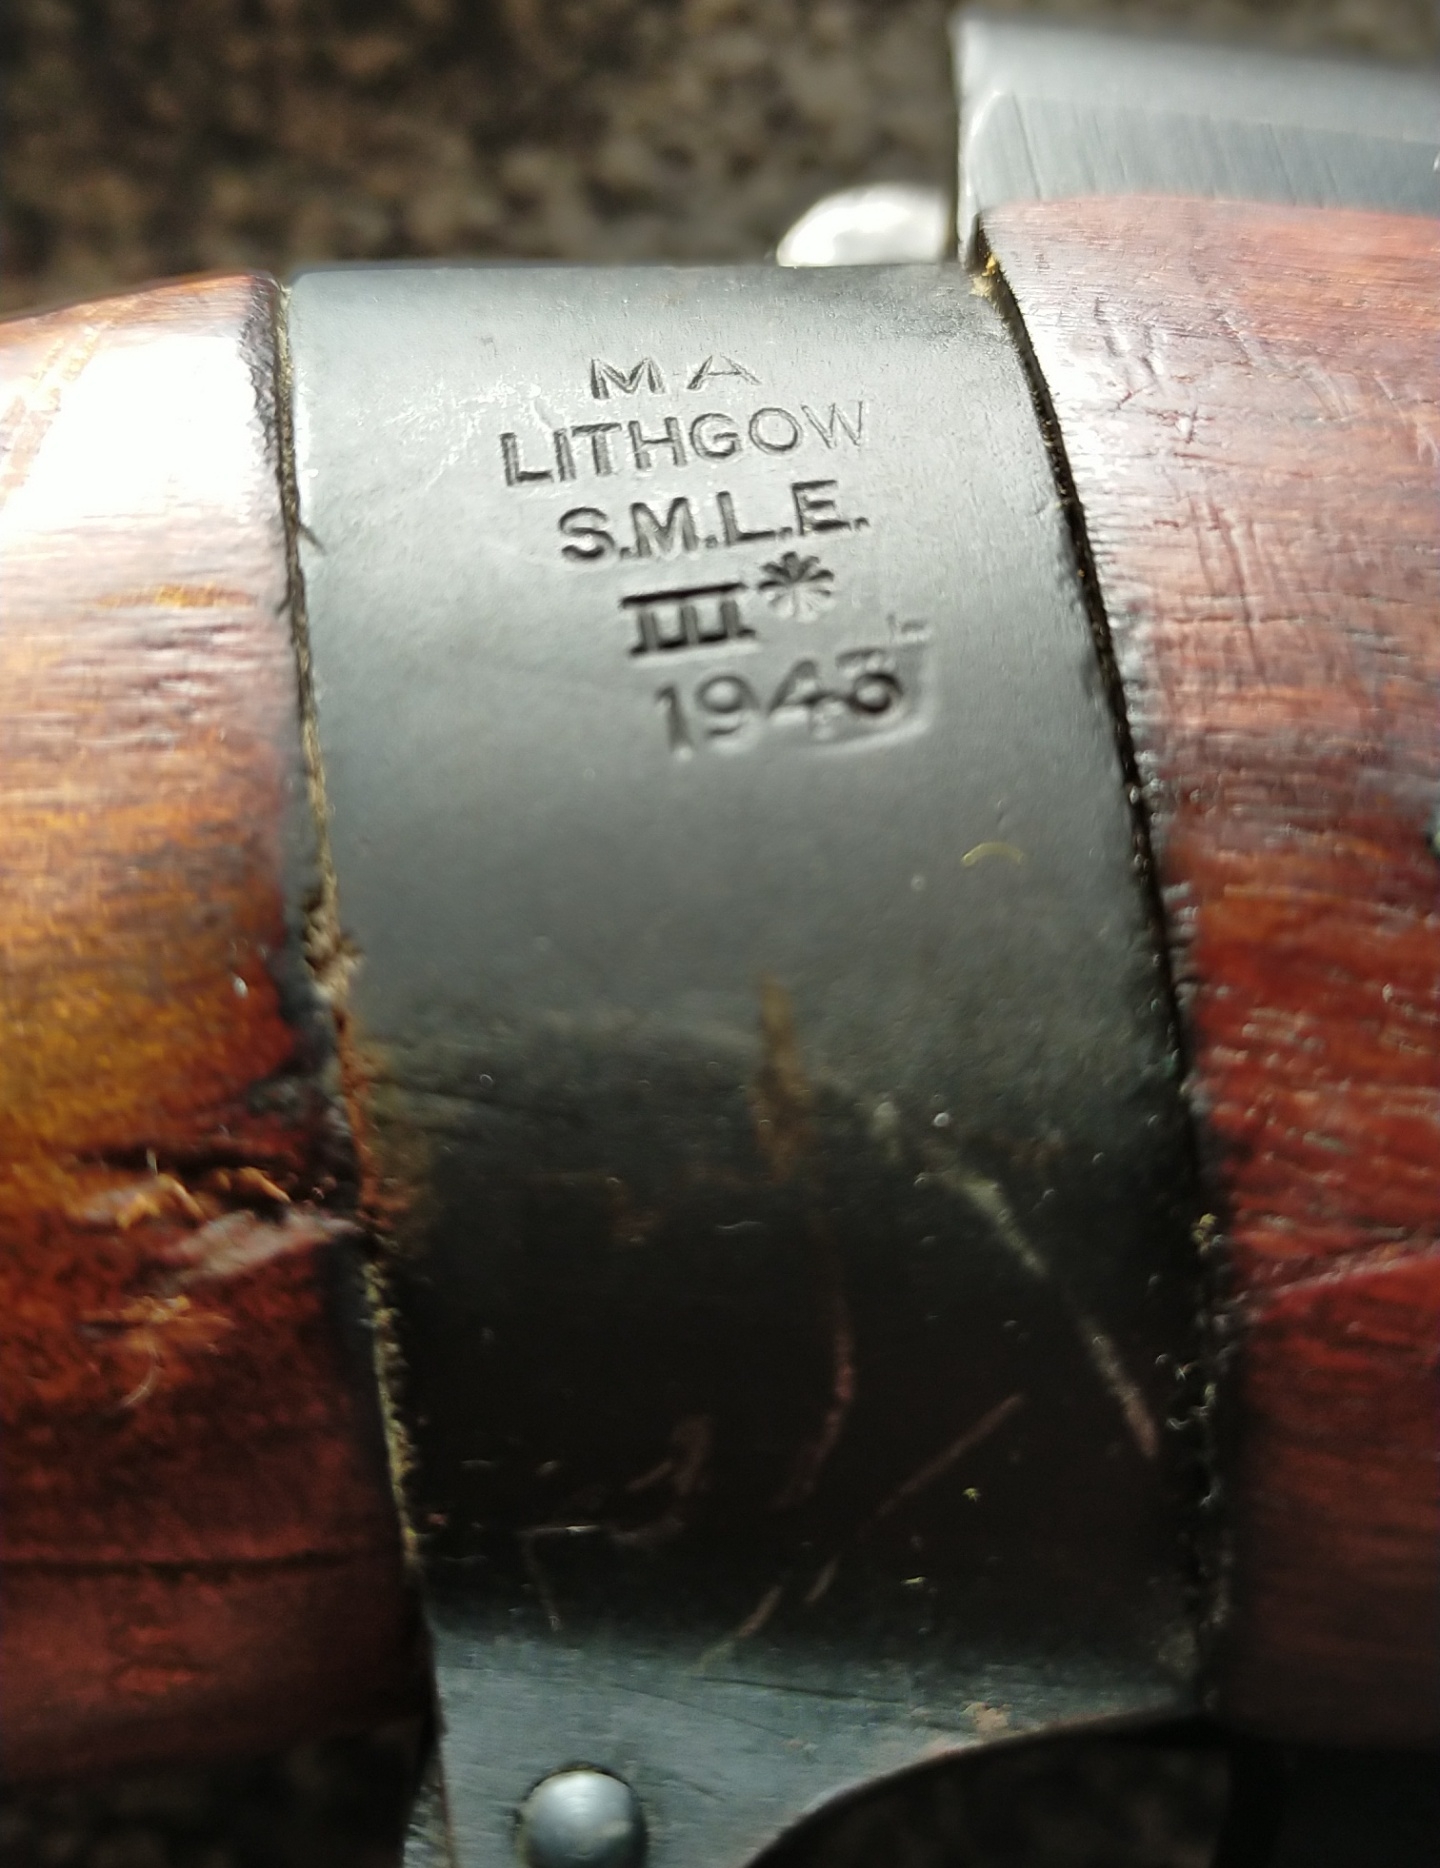 MA
LITHGOW
S.M.L.E.
III*
1943